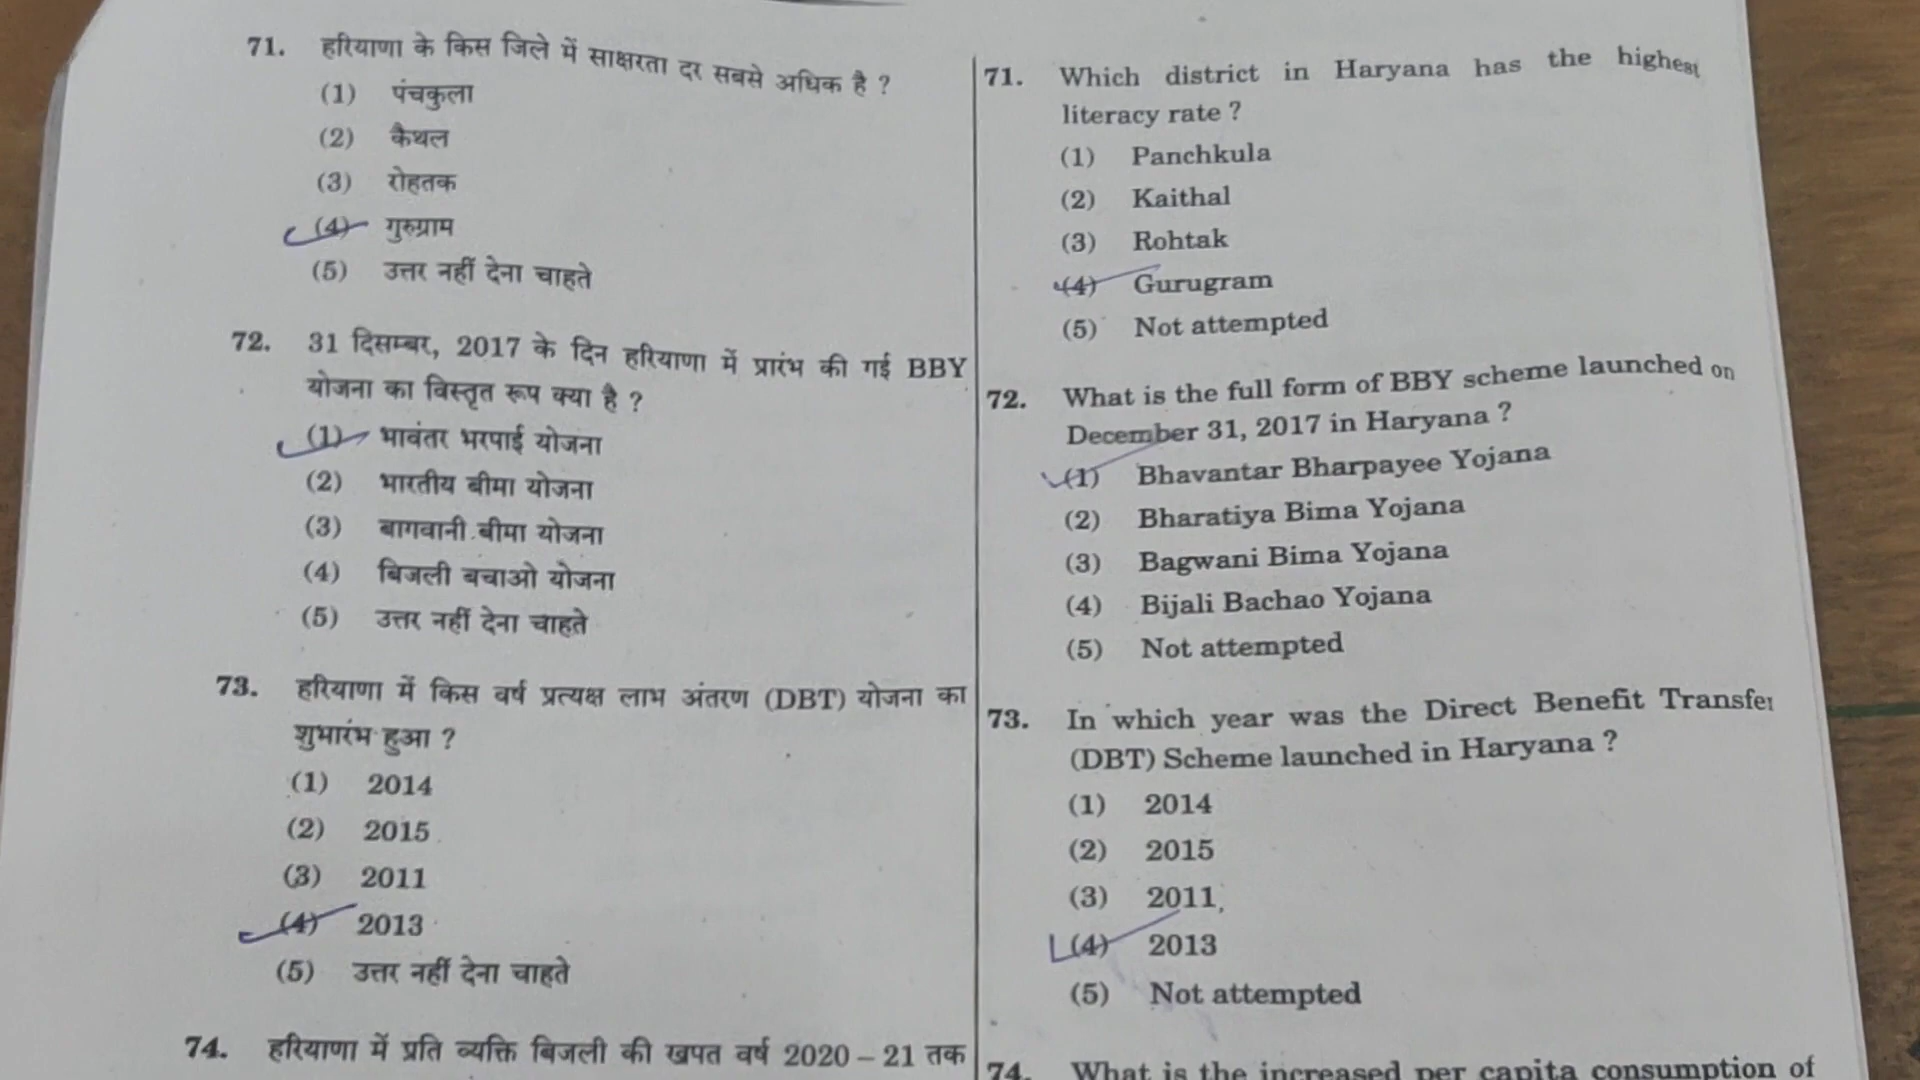 71. हरियाणा के किस जिले में साक्षरता दर सबसे अधिक है ?
(1) पंचकुला
(2) कैथल
(3) रोहतक
(4) गुरुग्राम
(5) उत्तर नहीं देना चाहते
72. 31 दिसम्बर, 2017 के दिन हरियाणा में प्रारंभ की गई BBY
योजना का विस्तृत रूप क्या है ?
(1) भावंतर भरपाई योजना
(2) भारतीय बीमा योजना
(3) बागवानी बीमा योजना
(4) बिजली बचाओ योजना
(5) उत्तर नहीं देना चाहते
73. हरियाणा में किस वर्ष प्रत्यक्ष लाभ अंतरण (DBT) योजना का
शुभारंभ हुआ ?
(1) 2014
(2) 2015
(3) 2011
(4) 2013
(5) उत्तर नहीं देना चाहते
74. हरियाणा में प्रति व्यक्ति बिजली की खपत वर्ष 2020 – 21 तक
71. Which district in Haryana has the highest
literacy rate ?
(1) Panchkula
(2) Kaithal
(3) Rohtak
(4) Gurugram
(5) Not attempted
72. What is the full form of BBY scheme launched on
December 31, 2017 in Haryana ?
(1) Bhavantar Bharpayee Yojana
(2) Bharatiya Bima Yojana
(3) Bagwani Bima Yojana
(4) Bijali Bachao Yojana
(5) Not attempted
73. In which year was the Direct Benefit Transfer
(DBT) Scheme launched in Haryana ?
(1) 2014
(2) 2015
(3) 2011
(4) 2013
(5) Not attempted
74. What is the increased per capita consumption of